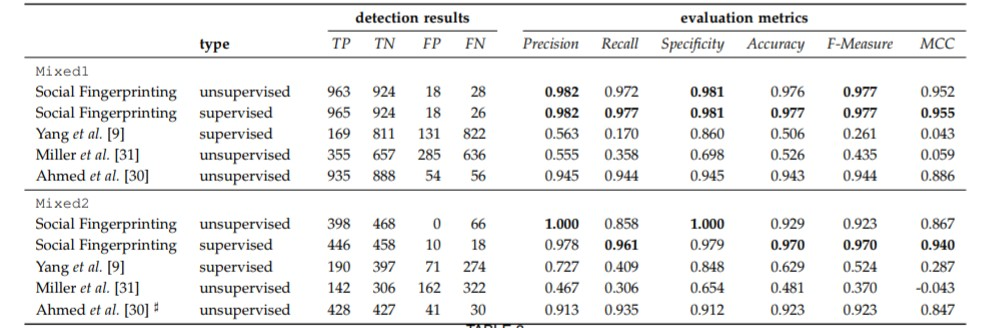 detection results evaluation metrics
type TP TN FP FN Precision Recall Specificity Accuracy F-Measure MCC
Mixed1
Social Fingerprinting unsupervised 963 924 18 28 0.982 0.972 0.981 0.976 0.977 0.952
Social Fingerprinting supervised 965 924 18 26 0.982 0.977 0.981 0.977 0.977 0.955
Yang et al. [9] supervised 169 811 131 822 0.563 0.170 0.860 0.506 0.261 0.043
Miller et al. [31] unsupervised 355 657 285 636 0.555 0.358 0.698 0.526 0.435 0.059
Ahmed et al. [30] unsupervised 935 888 54 56 0.945 0.944 0.945 0.943 0.944 0.886
Mixed2
Social Fingerprinting unsupervised 398 468 0 66 1.000 0.858 1.000 0.929 0.923 0.867
Social Fingerprinting supervised 446 458 10 18 0.978 0.961 0.979 0.970 0.970 0.940
Yang et al. [9] supervised 190 397 71 274 0.727 0.409 0.848 0.629 0.524 0.287
Miller et al. [31] unsupervised 142 306 162 322 0.467 0.306 0.654 0.481 0.370 -0.043
Ahmed et al. [30] ♯ unsupervised 428 427 41 30 0.913 0.935 0.912 0.923 0.923 0.847